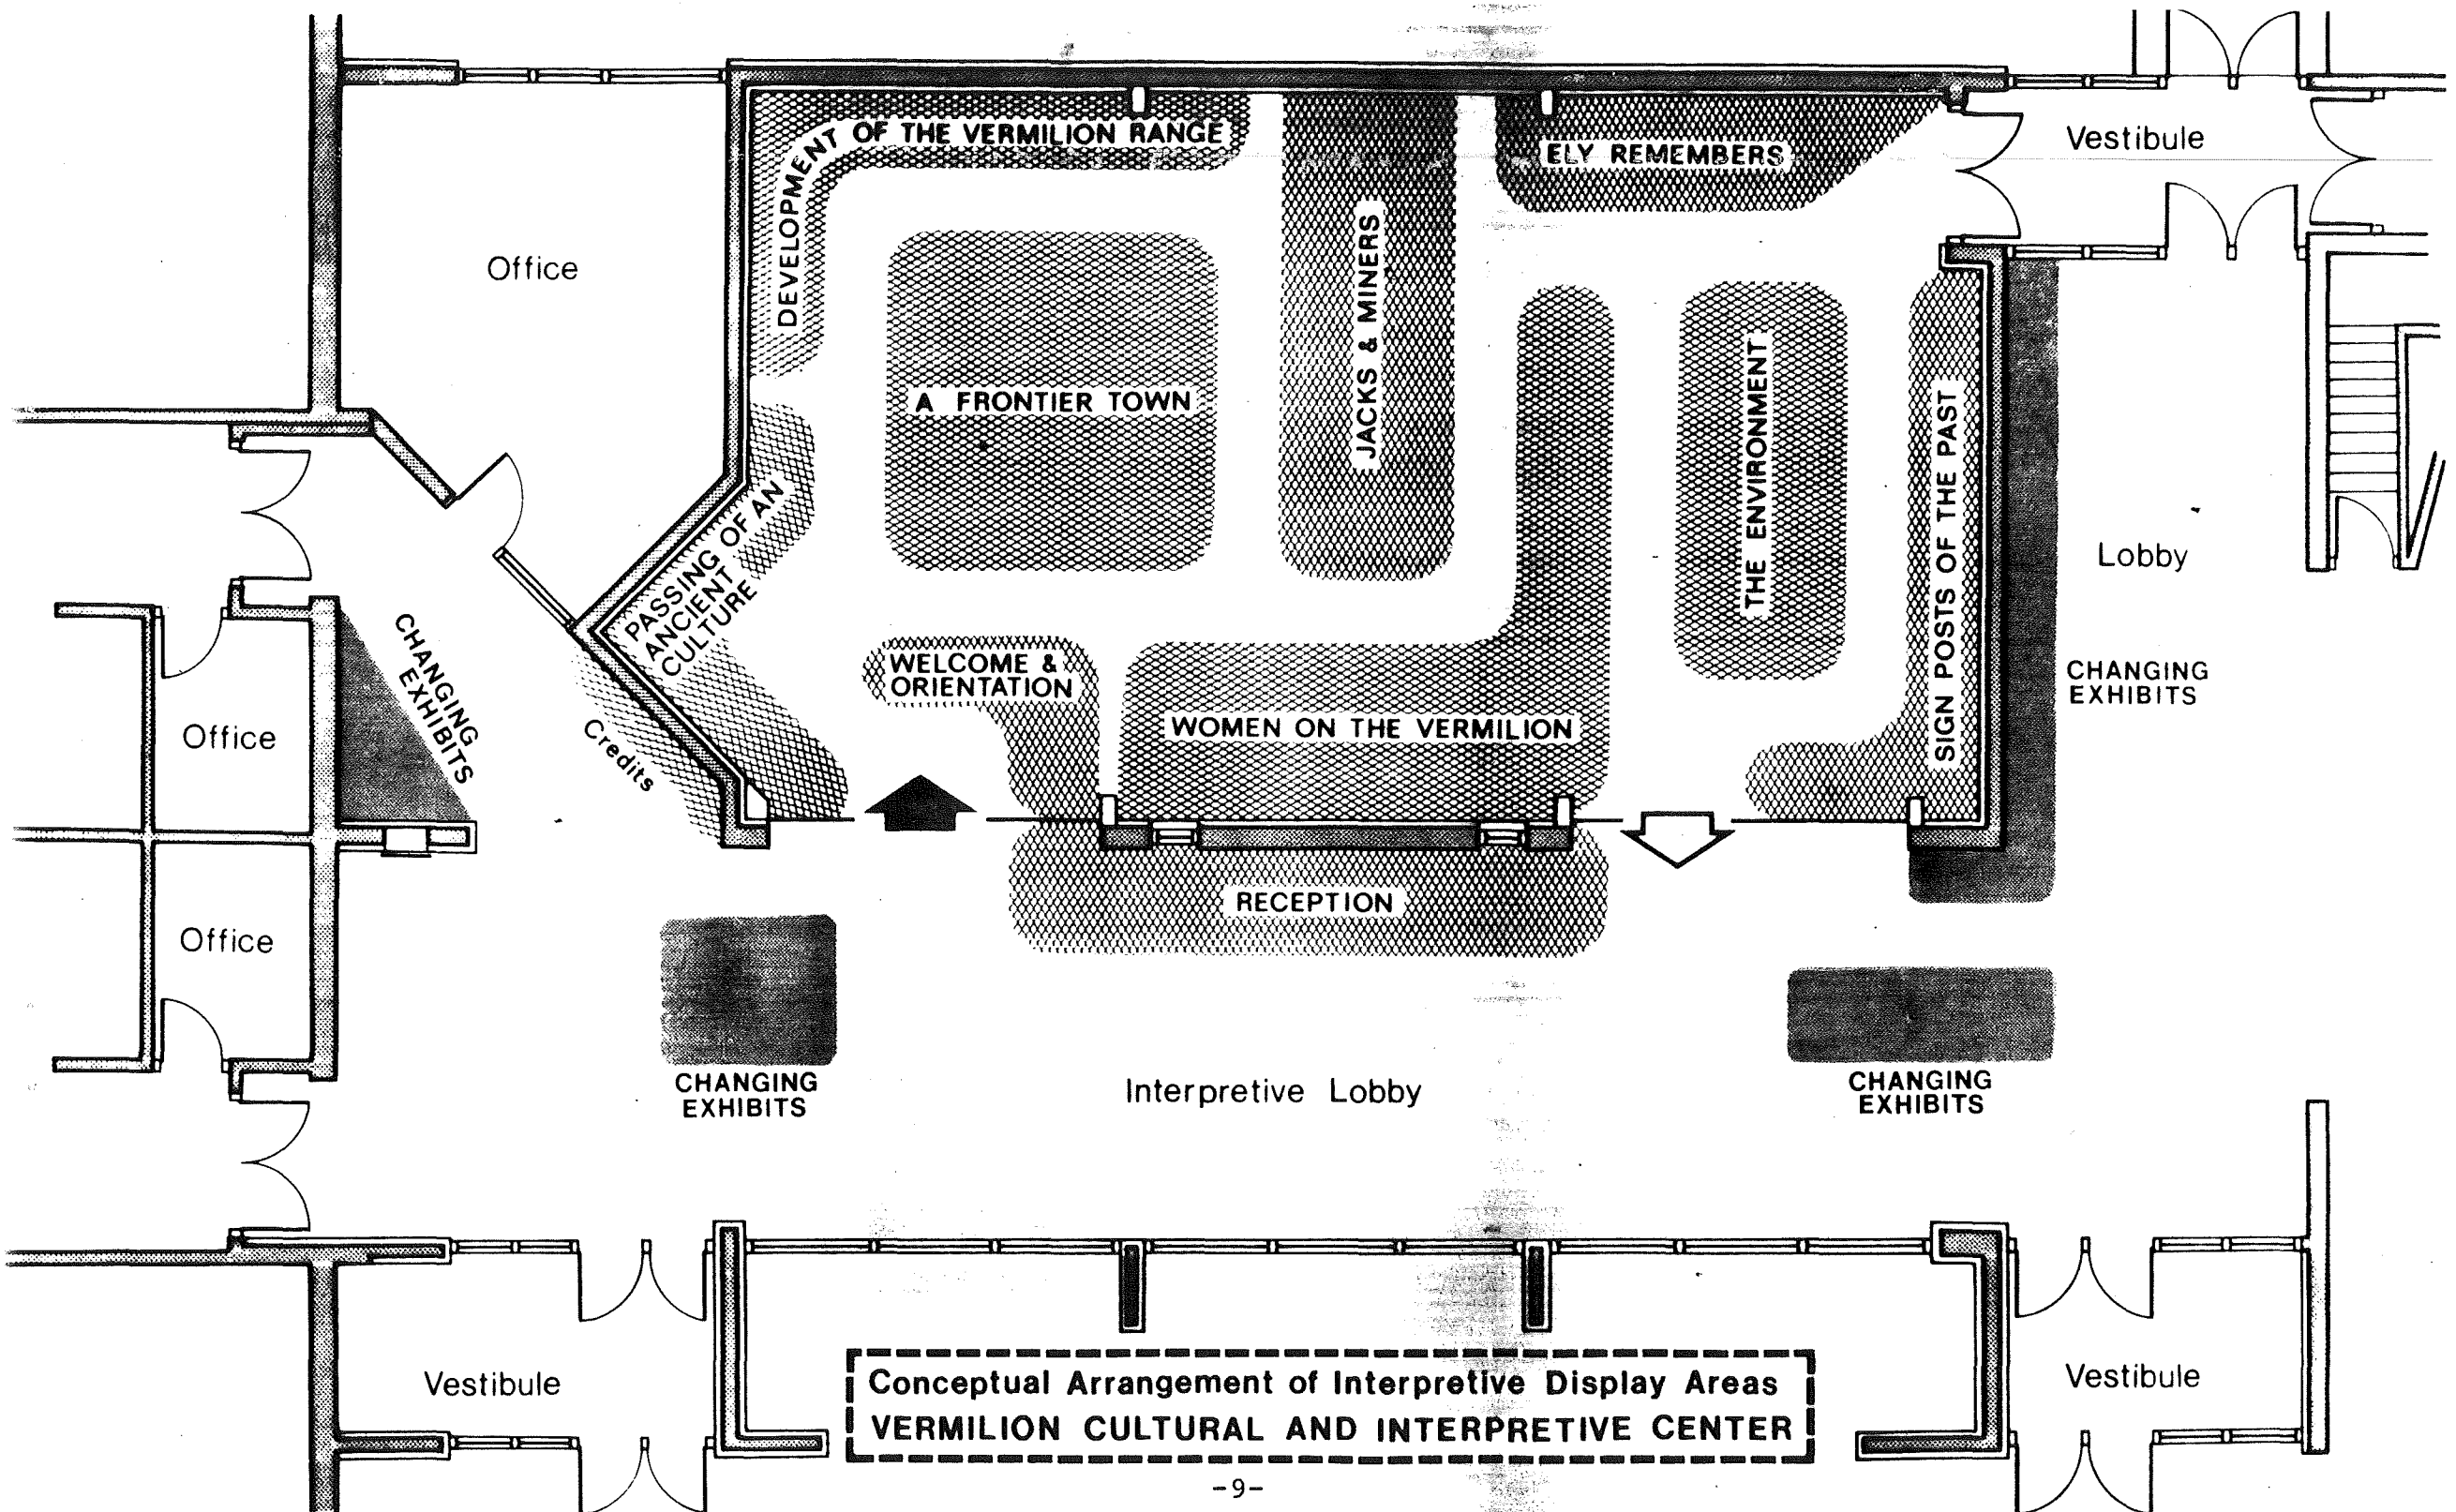 Vestibule
DEVELOPMENT OF THE VERMILION RANGE
ELY REMEMBERS
Office
JACKS & MINERS
A FRONTIER TOWN
THE ENVIRONMENT
SIGN POSTS OF THE PAST
Lobby
PASSING OF AN
ANCIENT
CULTURE
CHANGING
EXHIBITS
WELCOME &
ORIENTATION
CHANGING
EXHIBITS
Office
Credits
WOMEN ON THE VERMILION
RECEPTION
Office
CHANGING
EXHIBITS
Interpretive Lobby
CHANGING
EXHIBITS
Vestibule
Conceptual Arrangement of Interpretive Display Areas
VERMILION CULTURAL AND INTERPRETIVE CENTER
Vestibule
-9-